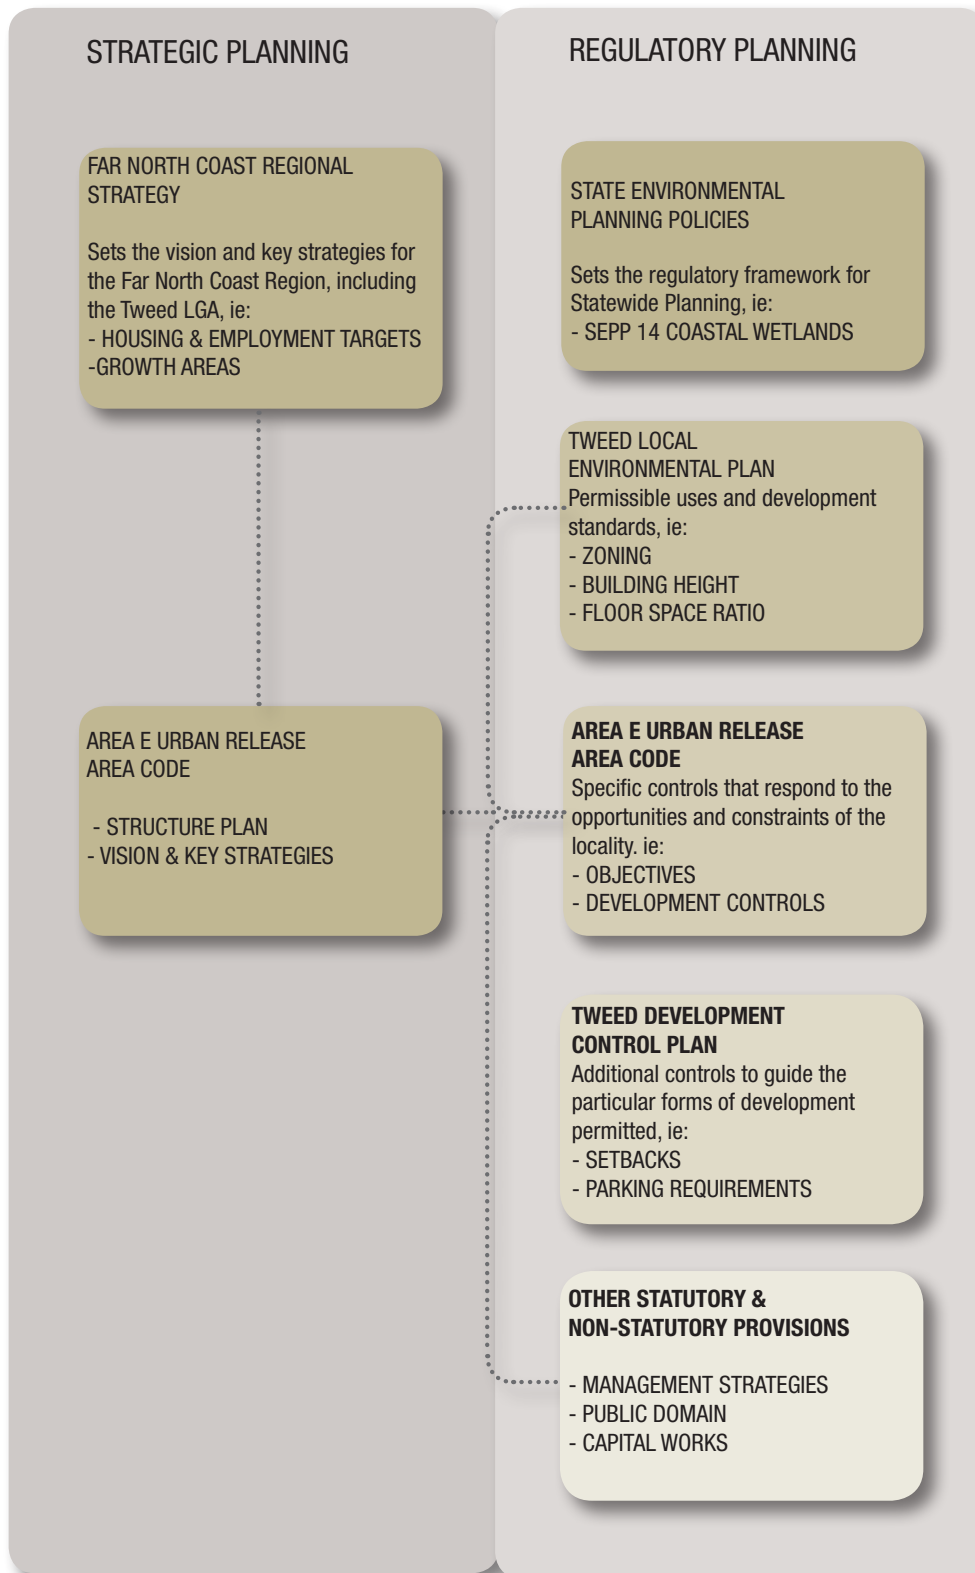 STRATEGIC PLANNING
FAR NORTH COAST REGIONAL
STRATEGY
Sets the vision and key strategies for
the Far North Coast Region, including
the Tweed LGA, ie:
- HOUSING & EMPLOYMENT TARGETS
-GROWTH AREAS
AREA E URBAN RELEASE
AREA CODE
- STRUCTURE PLAN
- VISION & KEY STRATEGIES
REGULATORY PLANNING
STATE ENVIRONMENTAL
PLANNING POLICIES
Sets the regulatory framework for
Statewide Planning, ie:
- SEPP 14 COASTAL WETLANDS
TWEED LOCAL
ENVIRONMENTAL PLAN
Permissible uses and development
standards, ie:
- ZONING
- BUILDING HEIGHT
- FLOOR SPACE RATIO
AREA E URBAN RELEASE
AREA CODE
Specific controls that respond to the
opportunities and constraints of the
locality. ie:
- OBJECTIVES
- DEVELOPMENT CONTROLS
TWEED DEVELOPMENT
CONTROL PLAN
Additional controls to guide the
particular forms of development
permitted, ie:
- SETBACKS
- PARKING REQUIREMENTS
OTHER STATUTORY &
NON-STATUTORY PROVISIONS
- MANAGEMENT STRATEGIES
- PUBLIC DOMAIN
- CAPITAL WORKS